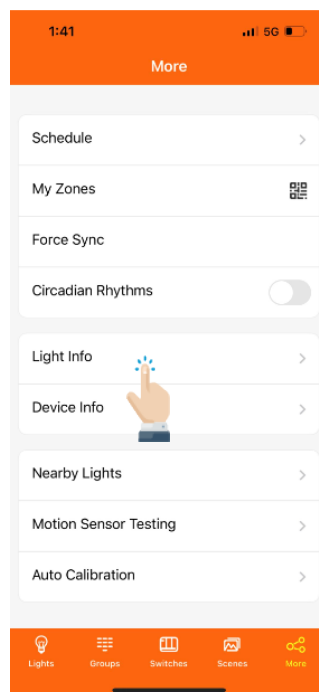 1:41 5G
More
Schedule
My Zones
Force Sync
Circadian Rhythms
Light Info
Device Info
Nearby Lights
Motion Sensor Testing
Auto Calibration
Lights Groups Switches Scenes More